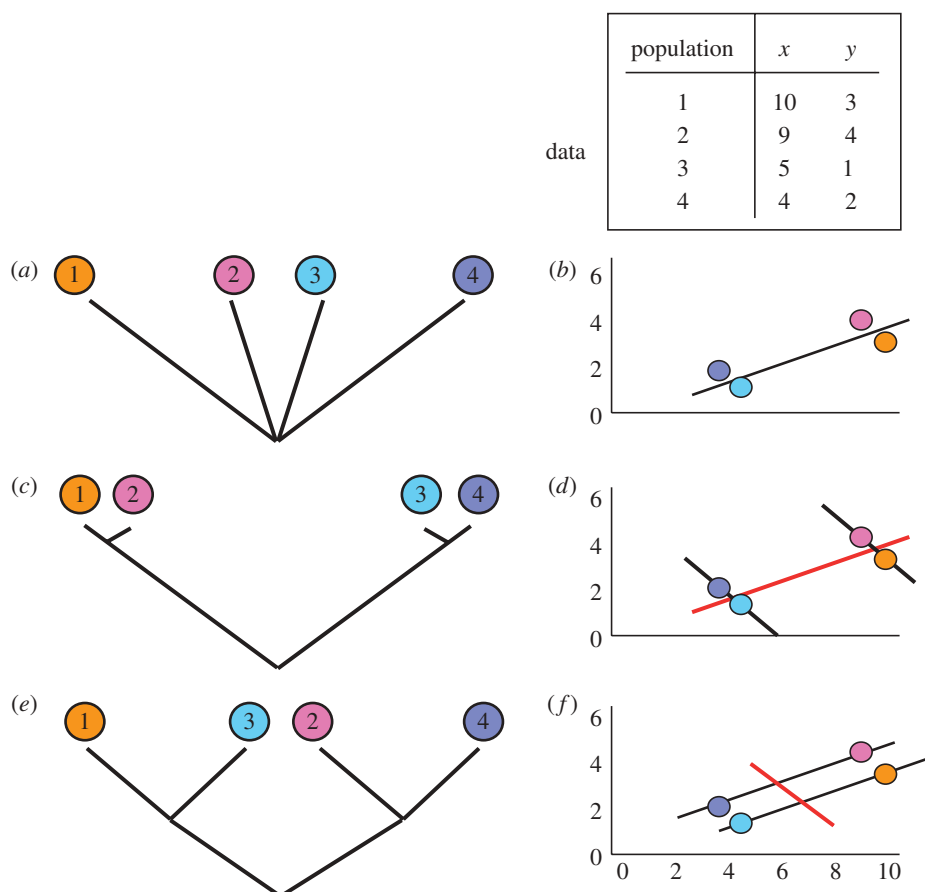 population x y
1 10 3
2 9 4
data
3 5 1
4 4 2
(a) 1 2 3 4
(b) 6
4
2
0
(c) 1 2 3 4
(d) 6
4
2
0
(e) 1 3 2 4
(f) 6
4
2
0
0 2 4 6 8 10